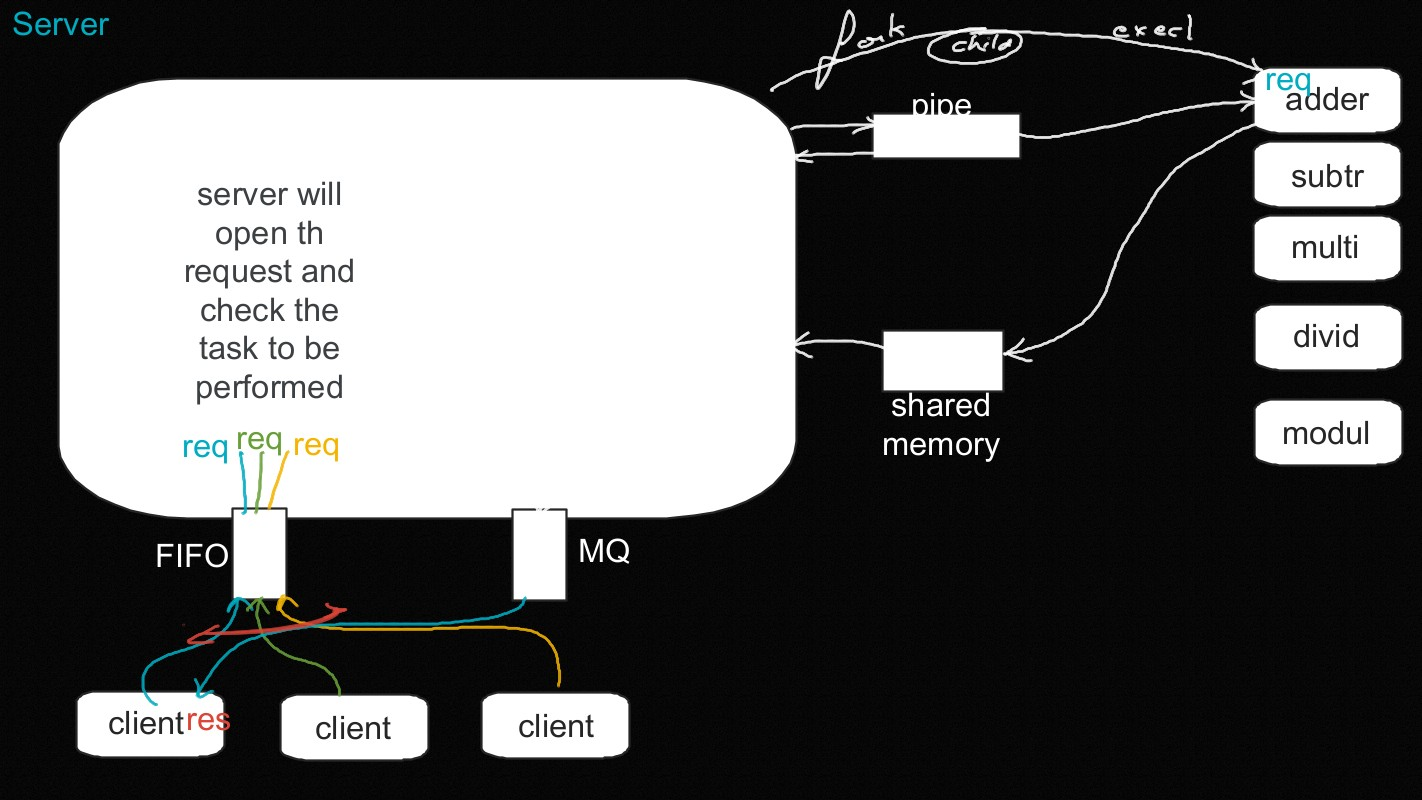 Server
fork
child
execl
req
adder
pipe
subtr
multi
divid
modul
server will
open th
request and
check the
task to be
performed
shared
memory
req req req
FIFO
MQ
client res
client
client